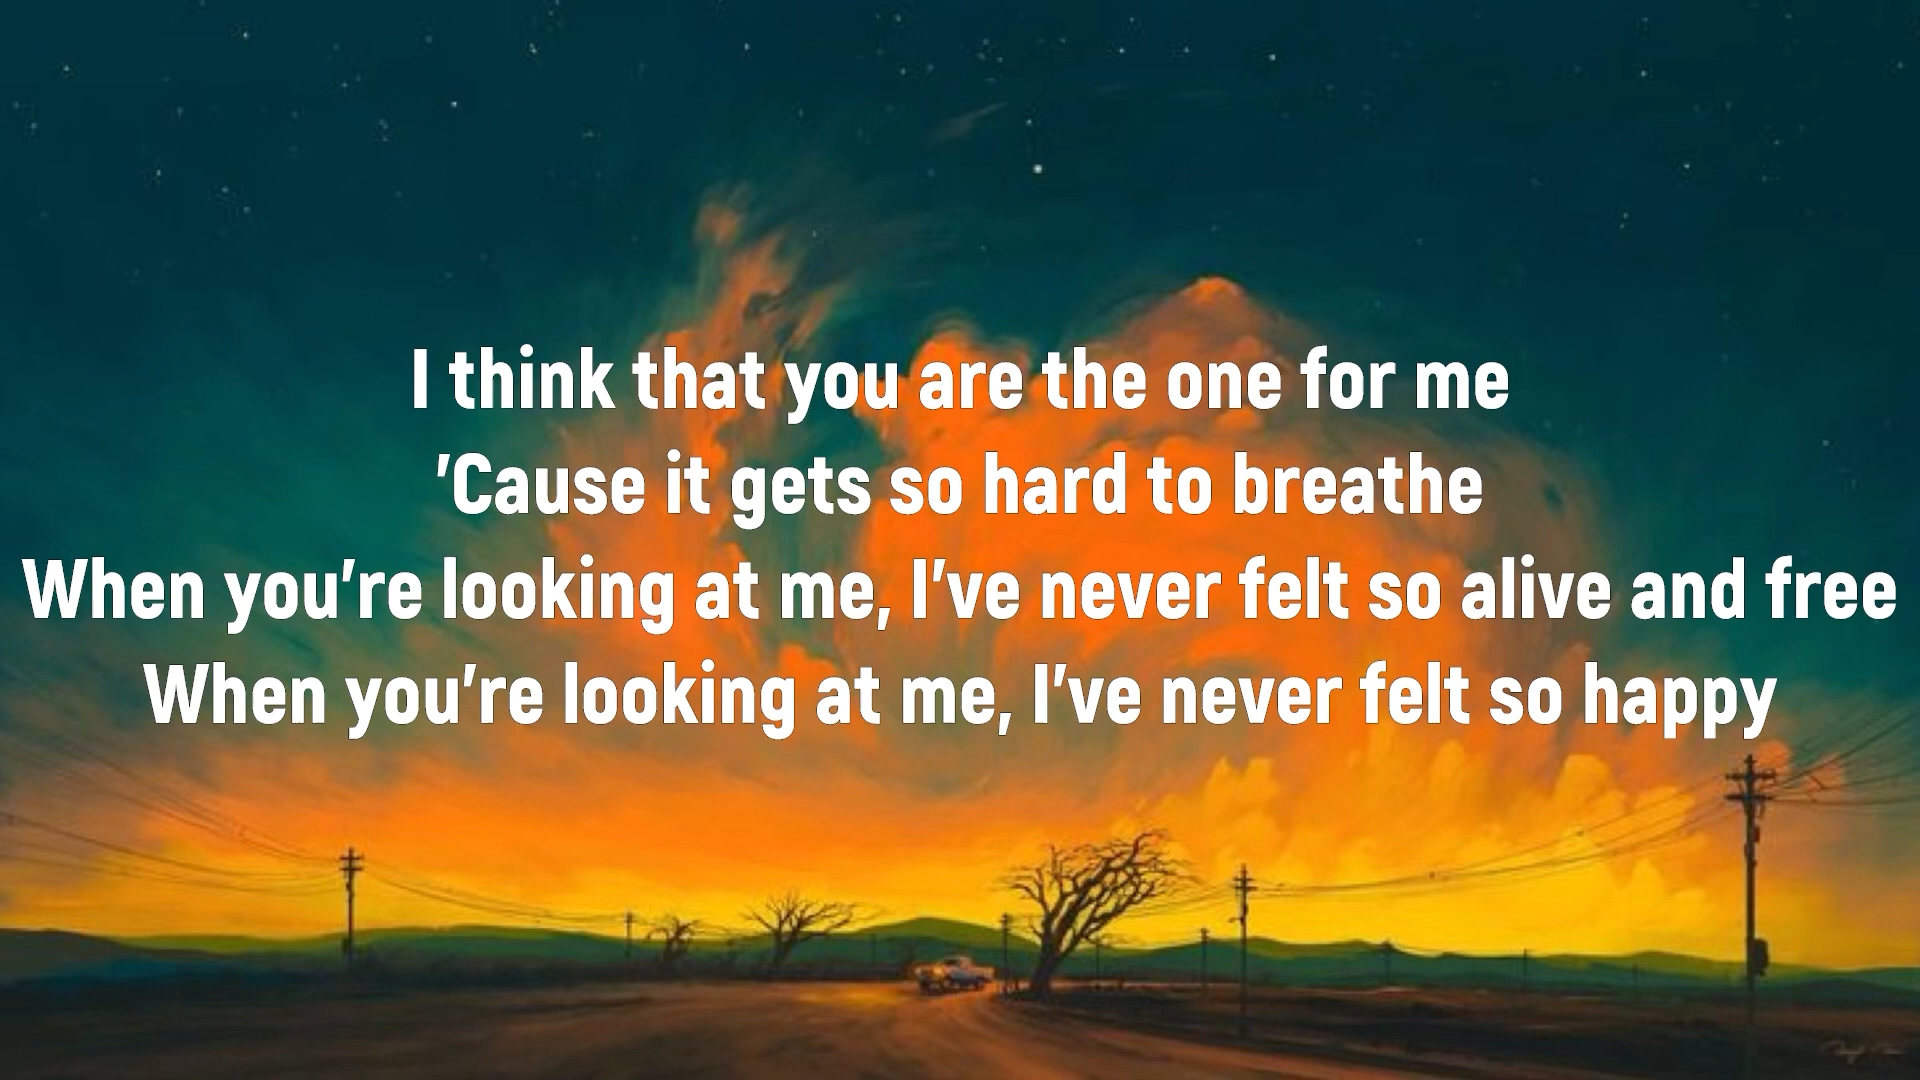 I think that you are the one for me
'Cause it gets so hard to breathe
When you're looking at me, I've never felt so alive and free
When you're looking at me, I've never felt so happy